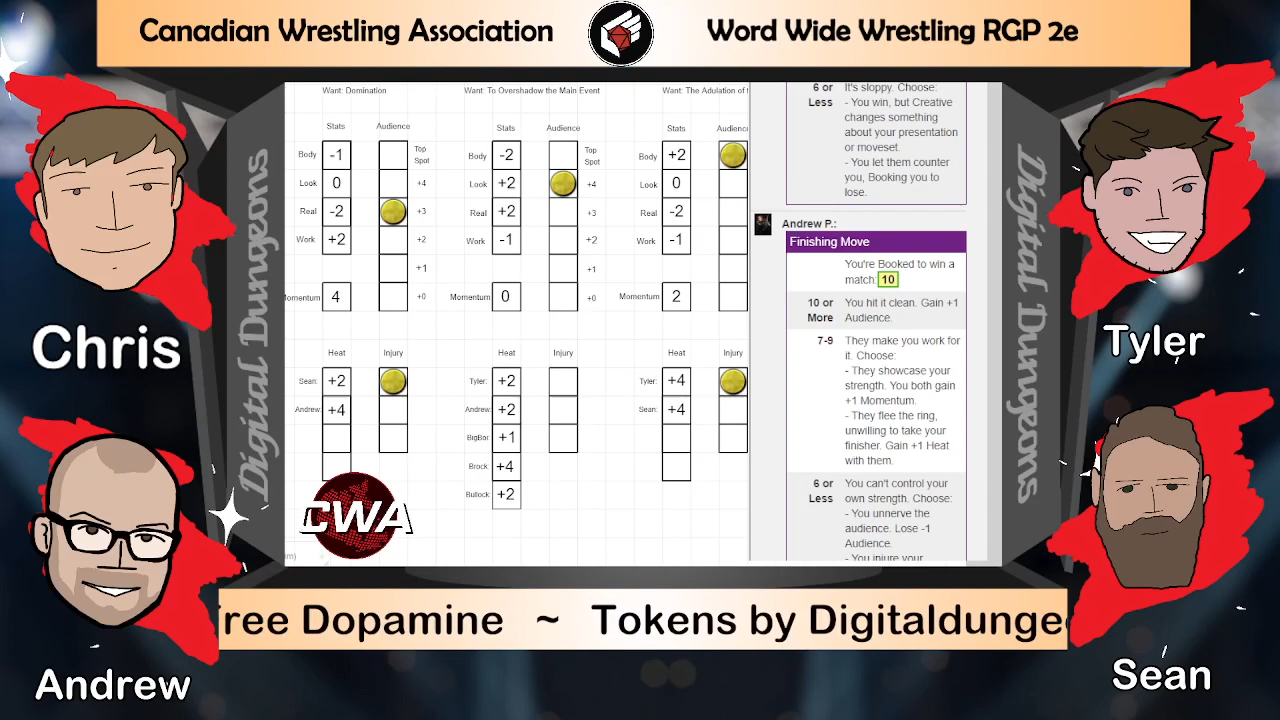 Canadian Wrestling Association
Word Wide Wrestling RGP 2e
Chris
Andrew
Tyler
Sean
Digital Dungeons
Digital Dungeons
Want: Domination
Stats Audience
Body -1 Top Spot
Look 0 +4
Real -2 +3
Work +2 +2
+1
Momentum 4 +0
Heat Injury
Sean: +2
Andrew: +4
Want: To Overshadow the Main Event
Stats Audience
Body -2 Top Spot
Look +2 +4
Real +2 +3
Work -1 +2
+1
Momentum 0 +0
Heat Injury
Tyler: +2
Andrew: +2
BigBoi: +1
Brock: +4
Bullock: +2
Want: The Adulation of
Stats Audience
Body +2
Look 0
Real -2
Work -1
Momentum 2
Heat Injury
Tyler: +4
Sean: +4
CWA
6 or Less
It's sloppy. Choose:
- You win, but Creative
changes something
about your presentation
or moveset.
- You let them counter
you, Booking you to
lose.
Andrew P.:
Finishing Move
You're Booked to win a
match: 10
10 or More
You hit it clean. Gain +1
Audience.
7-9
They make you work for
it. Choose:
- They showcase your
strength. You both gain
+1 Momentum.
- They flee the ring,
unwilling to take your
finisher. Gain +1 Heat
with them.
6 or Less
You can't control your
own strength. Choose:
- You unnerve the
audience. Lose -1
Audience.
- You injure your
ree Dopamine ~ Tokens by Digitaldunge